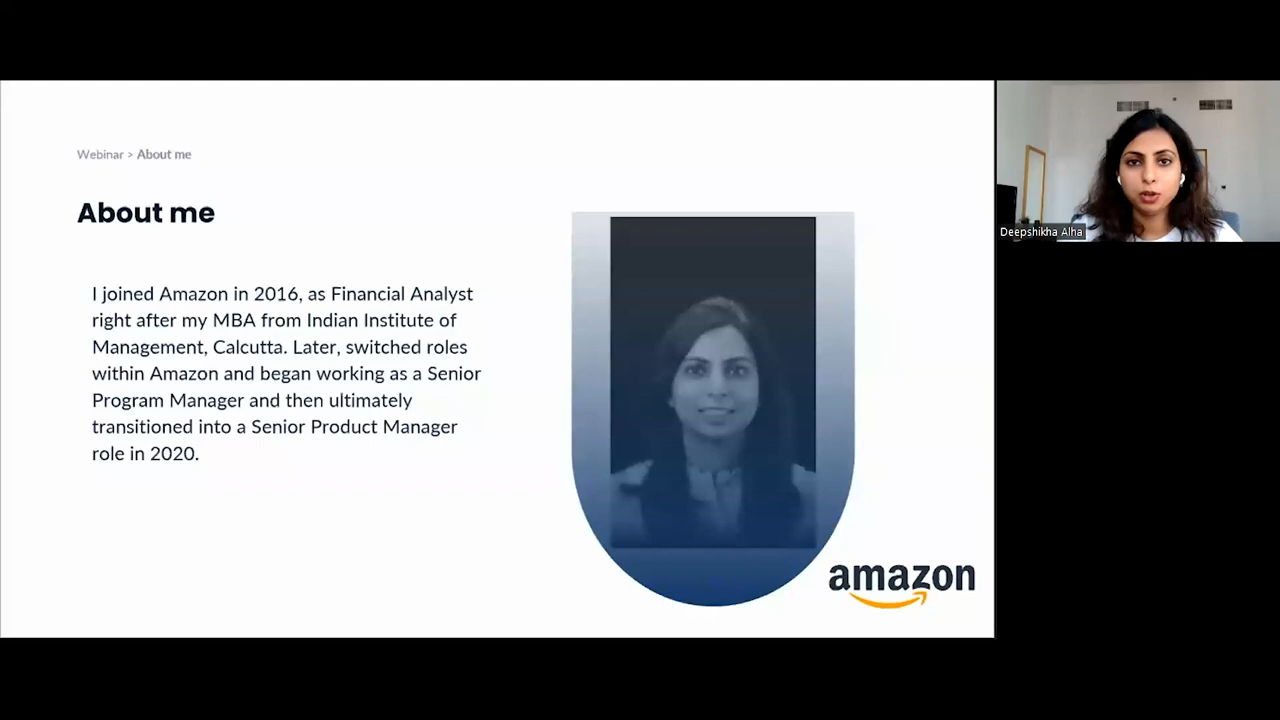 Webinar > About me
About me
I joined Amazon in 2016, as Financial Analyst
right after my MBA from Indian Institute of
Management, Calcutta. Later, switched roles
within Amazon and began working as a Senior
Program Manager and then ultimately
transitioned into a Senior Product Manager
role in 2020.
amazon
Deepshikha Alha